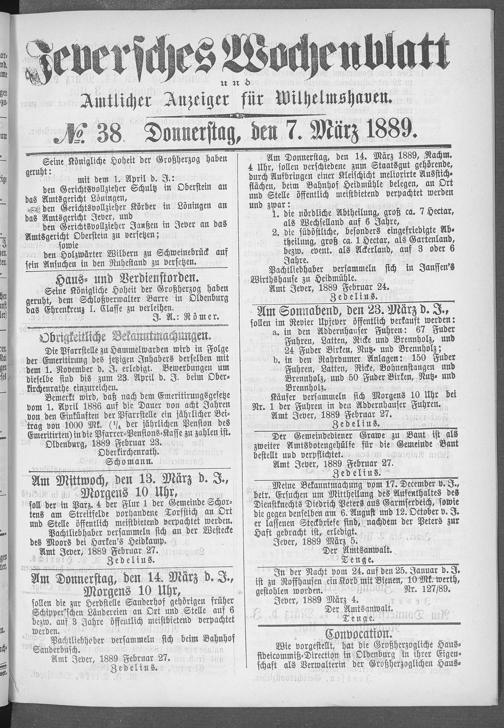 Jeversches Wochenblatt
und
Amtlicher Anzeiger für Wilhelmshaven.
№ 38 Donnerstag, den 7. März 1889.
Seine Königliche Hoheit der Großherzog haben
geruht:
mit dem 1. April d. J.:
den Gerichtsvollzieher Schulz in Oberstein an
das Amtsgericht Löningen,
den Gerichtsvollzieher Körber in Löningen an
das Amtsgericht Jever, und
den Gerichtsvollzieher Janßen in Jever an das
Amtsgericht Oberstein zu versetzen;
sowie
den Holzwärter Wilbers zu Schweinebrück auf
sein Ansuchen in den Ruhestand zu versetzen.
Haus- und Verdienstorden.
Seine Königliche Hoheit der Großherzog haben
geruht, dem Schloßverwalter Barre in Oldenburg
das Ehrenkreuz 1. Classe zu verleihen.
J. A.: Römer.
Obrigkeitliche Bekanntmachungen.
Die Pfarrstelle zu Hammelwarden wird in Folge
der Emeritirung des jetzigen Inhabers derselben mit
dem 1. November d. J. erledigt. Bewerbungen um
dieselbe sind bis zum 23. April d. J. beim Ober-
kirchenrathe einzureichen.
Bemerkt wird, daß nach dem Emeritirungsgesetze
vom 1. April 1886 auf die Dauer von acht Jahren
von den Einkünften der Pfarrstelle ein jährlicher Bei-
trag von 1000 Mk. (¼ der jährlichen Pension des
Emeritirten) in die Pfarrer-Pensions-Kasse zu zahlen ist.
Oldenburg, 1889 Februar 23.
Oberkirchenrath.
Schomann.
Am Mittwoch, den 13. März d. J.,
Morgens 10 Uhr,
soll der in Parz. 4 der Flur 1 der Gemeinde Schor-
tens am Streitfelde vorhandene Torfstich an Ort
und Stelle öffentlich meistbietend verpachtet werden.
Pachtliebhaber versammeln sich an der Westecke
des Moors bei Harken's Heidkamp.
Amt Jever, 1889 Februar 27.
Zedelius.
Am Donnerstag, den 14. März d. J.,
Morgens 10 Uhr,
sollen die zur Herdstelle Sanderhof gehörigen früher
Schipper'schen Ländereien an Ort und Stelle auf 6
bezw. auf 3 Jahre öffentlich meistbietend verpachtet
werden.
Pachtliebhaber versammeln sich beim Bahnhof
Sanderbusch.
Amt Jever, 1889 Februar 27.
Zedelius.
Am Donnerstag, den 14. März 1889, Nachm.
4 Uhr, sollen verschiedene zum Staatsgut gehörende,
durch Aufbringen einer Kleischicht meliorirte Ausstich-
flächen, beim Bahnhof Heidmühle belegen, an Ort
und Stelle öffentlich meistbietend verpachtet werden
und zwar:
1. die nördliche Abtheilung, groß ca. 7 Hectar,
als Wechselland auf 6 Jahre,
2. die südöstliche, besonders eingefriedigte Ab-
theilung, groß ca. 1 Hectar, als Gartenland,
bezw. event. als Ackerland, auf 3 oder 6
Jahre.
Pachtliebhaber versammeln sich in Janssen's
Wirthshause zu Heidmühle.
Amt Jever, 1889 Februar 24.
Zedelius.
Am Sonnabend, den 23. März d. J.,
sollen im Revier Upjever öffentlich verkauft werden:
a. in den Adderhauser Fuhren: 67 Fuder
Fuhren, Latten, Ricke und Brennholz, und
24 Fuder Birken, Nutz- und Brennholz;
b. in den Rahrdumer Anlagen: 150 Fuder
Fuhren, Latten, Ricke, Bohnenstangen und
Brennholz, und 50 Fuder Birken, Nutz- und
Brennholz.
Käufer versammeln sich Morgens 10 Uhr bei
Nr. 1 der Fuhren in den Adderhauser Fuhren.
Amt Jever, 1889 Februar 27.
Zedelius.
Der Gemeindediener Grawe zu Bant ist als
zweiter Amtsbotengehülfe für die Gemeinde Bant
bestellt und verpflichtet.
Amt Jever, 1889 Februar 27.
Zedelius.
Meine Bekanntmachung vom 17. December v. J.,
betr. Ersuchen um Mittheilung des Aufenthaltes des
Dienstknechts Diedrich Peters aus Garmserfiel, sowie
die gegen denselben am 6. August und 12. October v. J.
erlassenen Steckbriefe sind, nachdem der Peters zur
Haft gebracht ist, erledigt.
Jever, 1889 März 5.
Der Amtsanwalt.
Tenge.
In der Nacht vom 24. auf den 25. Januar d. J.
ist zu Roffhausen ein Korb mit Bienen, 10 Mk. werth,
gestohlen worden. Nr. 127/89.
Jever, 1889 März 4.
Der Amtsanwalt.
Tenge.
Convocation.
Wie vorgestellt, hat die Großherzogliche Haus-
fideicommiß-Direction in Oldenburg in ihrer Eigen-
schaft als Verwalterin der Großherzoglichen Haus-